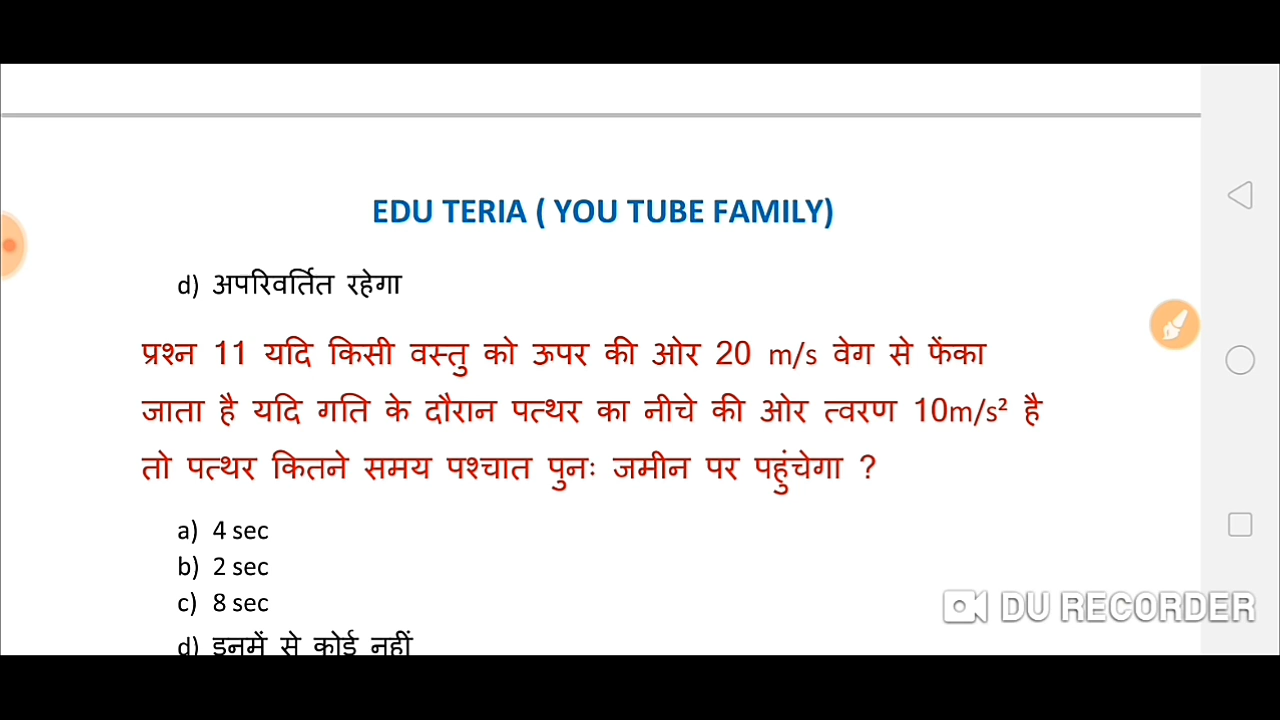 EDU TERIA ( YOU TUBE FAMILY)
d) अपरिवर्तित रहेगा
प्रश्न 11 यदि किसी वस्तु को ऊपर की ओर 20 m/s वेग से फेंका
जाता है यदि गति के दौरान पत्थर का नीचे की ओर त्वरण 10m/s² है
तो पत्थर कितने समय पश्चात पुनः जमीन पर पहुंचेगा ?
a) 4 sec
b) 2 sec
c) 8 sec
d) इनमें से कोई नहीं
DU RECORDER